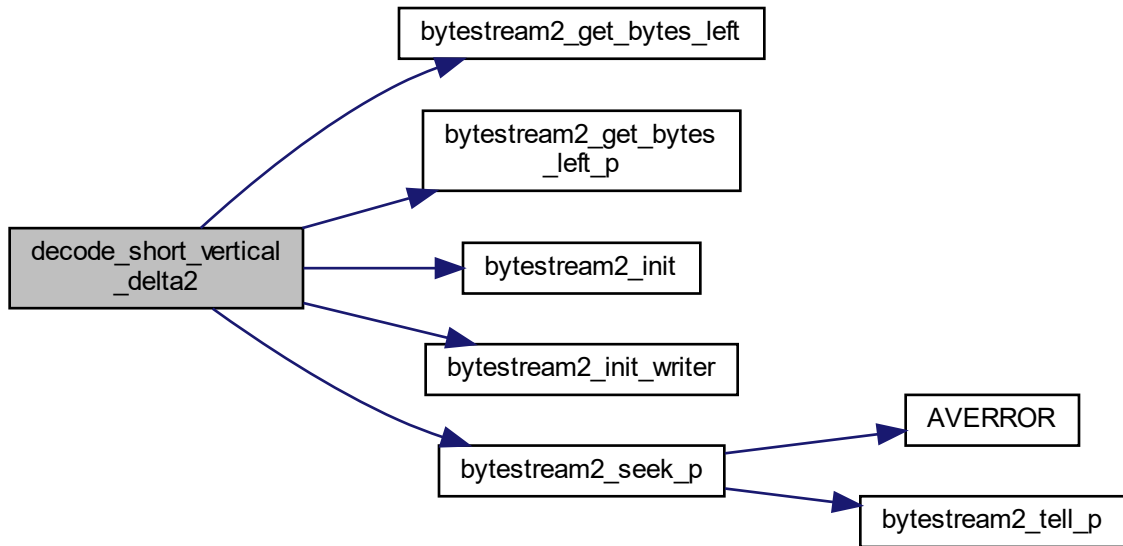 bytestream2_get_bytes_left
bytestream2_get_bytes
_left_p
decode_short_vertical
_delta2
bytestream2_init
bytestream2_init_writer
AVERROR
bytestream2_seek_p
bytestream2_tell_p